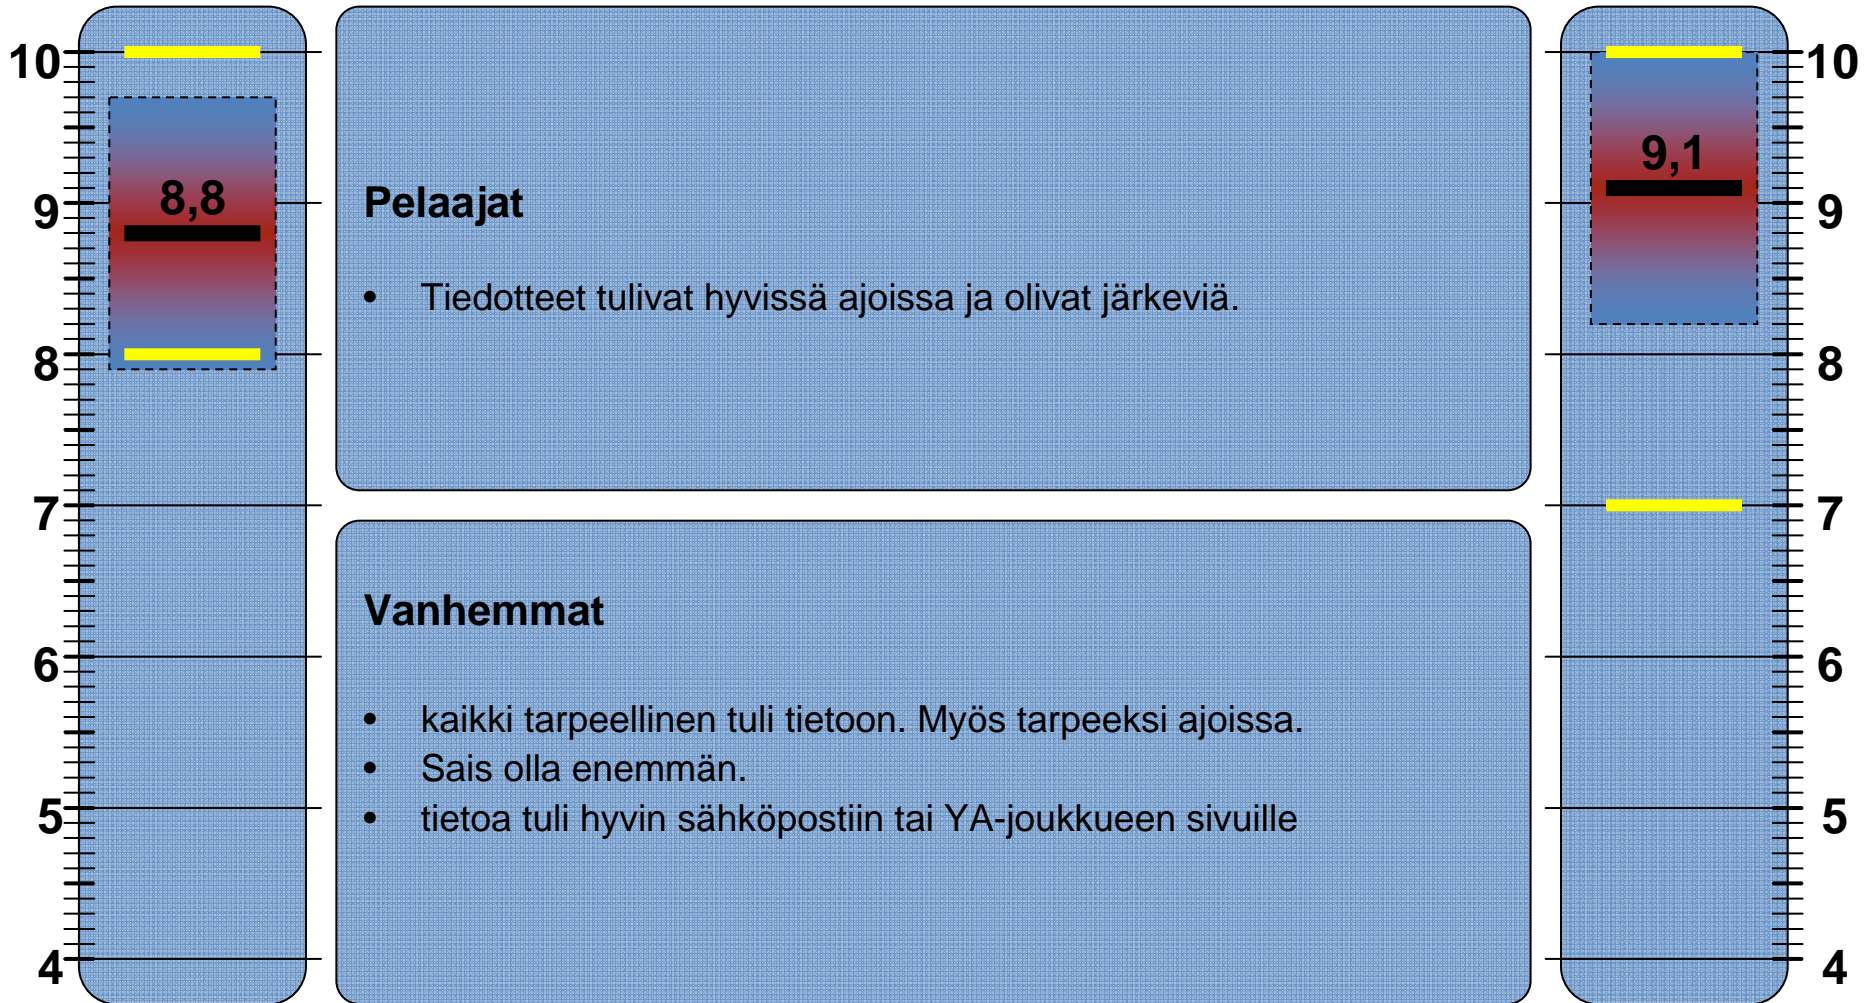 10
9
8
7
6
5
4
8,8
Pelaajat
• Tiedotteet tulivat hyvissä ajoissa ja olivat järkeviä.
Vanhemmat
• kaikki tarpeellinen tuli tietoon. Myös tarpeeksi ajoissa.
• Sais olla enemmän.
• tietoa tuli hyvin sähköpostiin tai YA-joukkueen sivuille
9,1
10
9
8
7
6
5
4